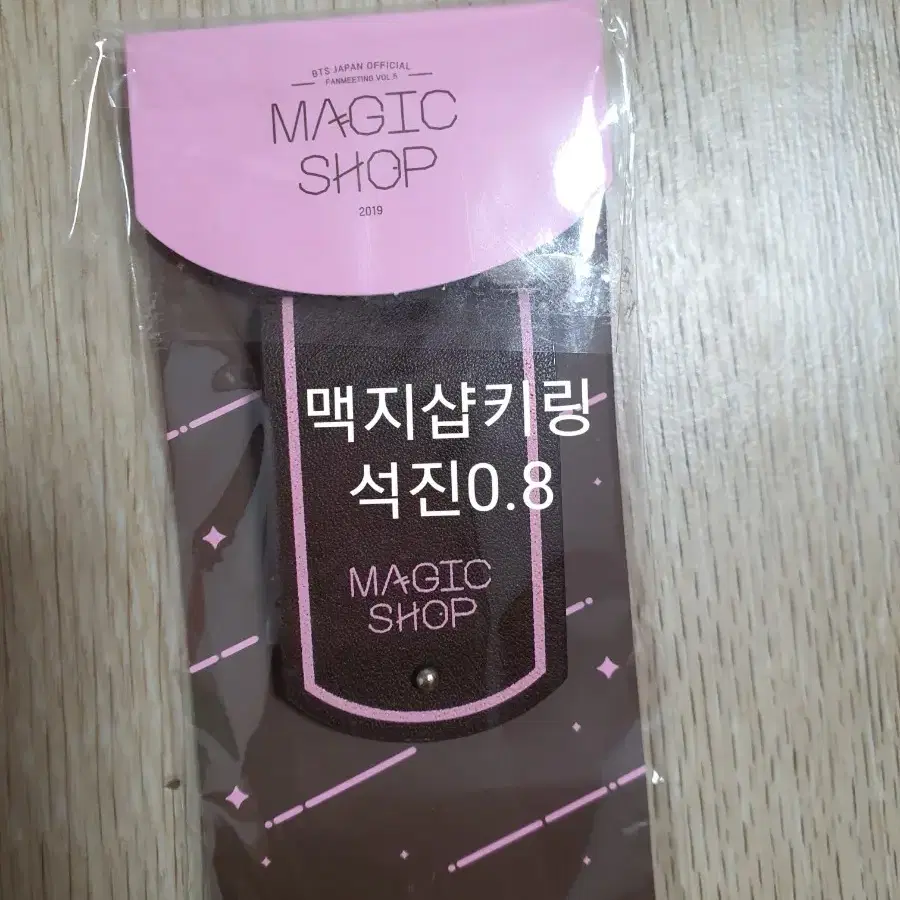 BTS JAPAN OFFICIAL
FANMEETING VOL.5
MAGIC
SHOP
2019
맥지샵키링
석진0.8
MAGIC
SHOP